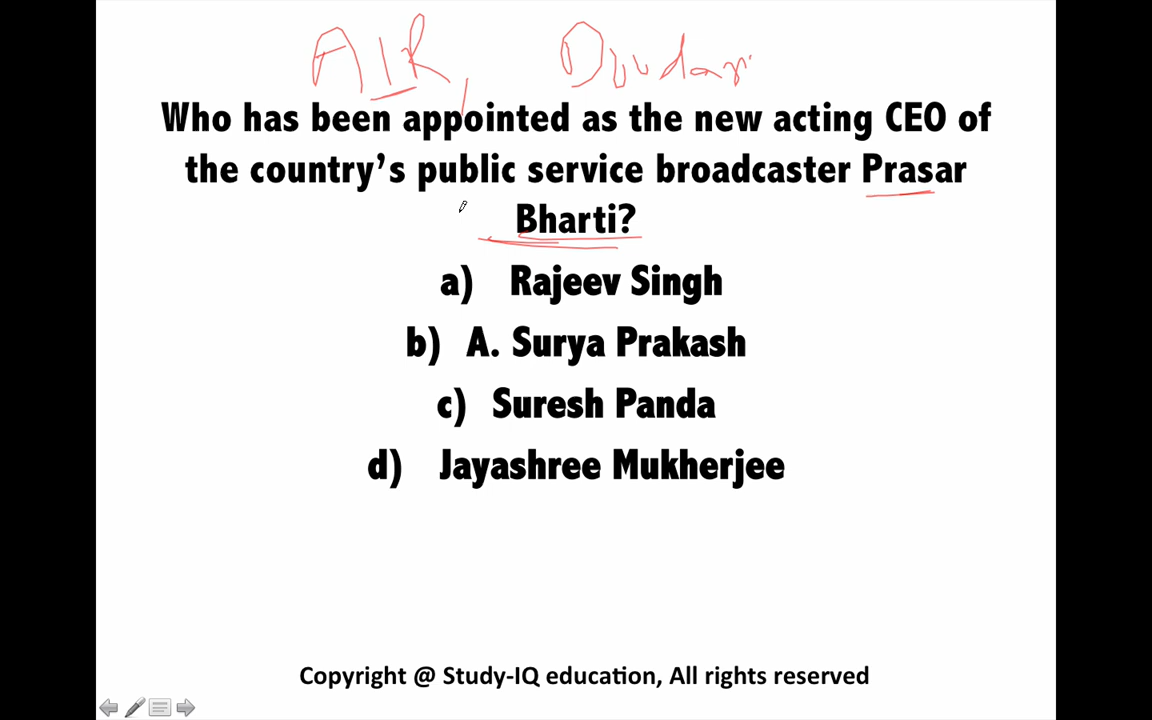 AIR, Doordar
Who has been appointed as the new acting CEO of
the country's public service broadcaster Prasar
Bharti?
a) Rajeev Singh
b) A. Surya Prakash
c) Suresh Panda
d) Jayashree Mukherjee
Copyright @ Study-IQ education, All rights reserved